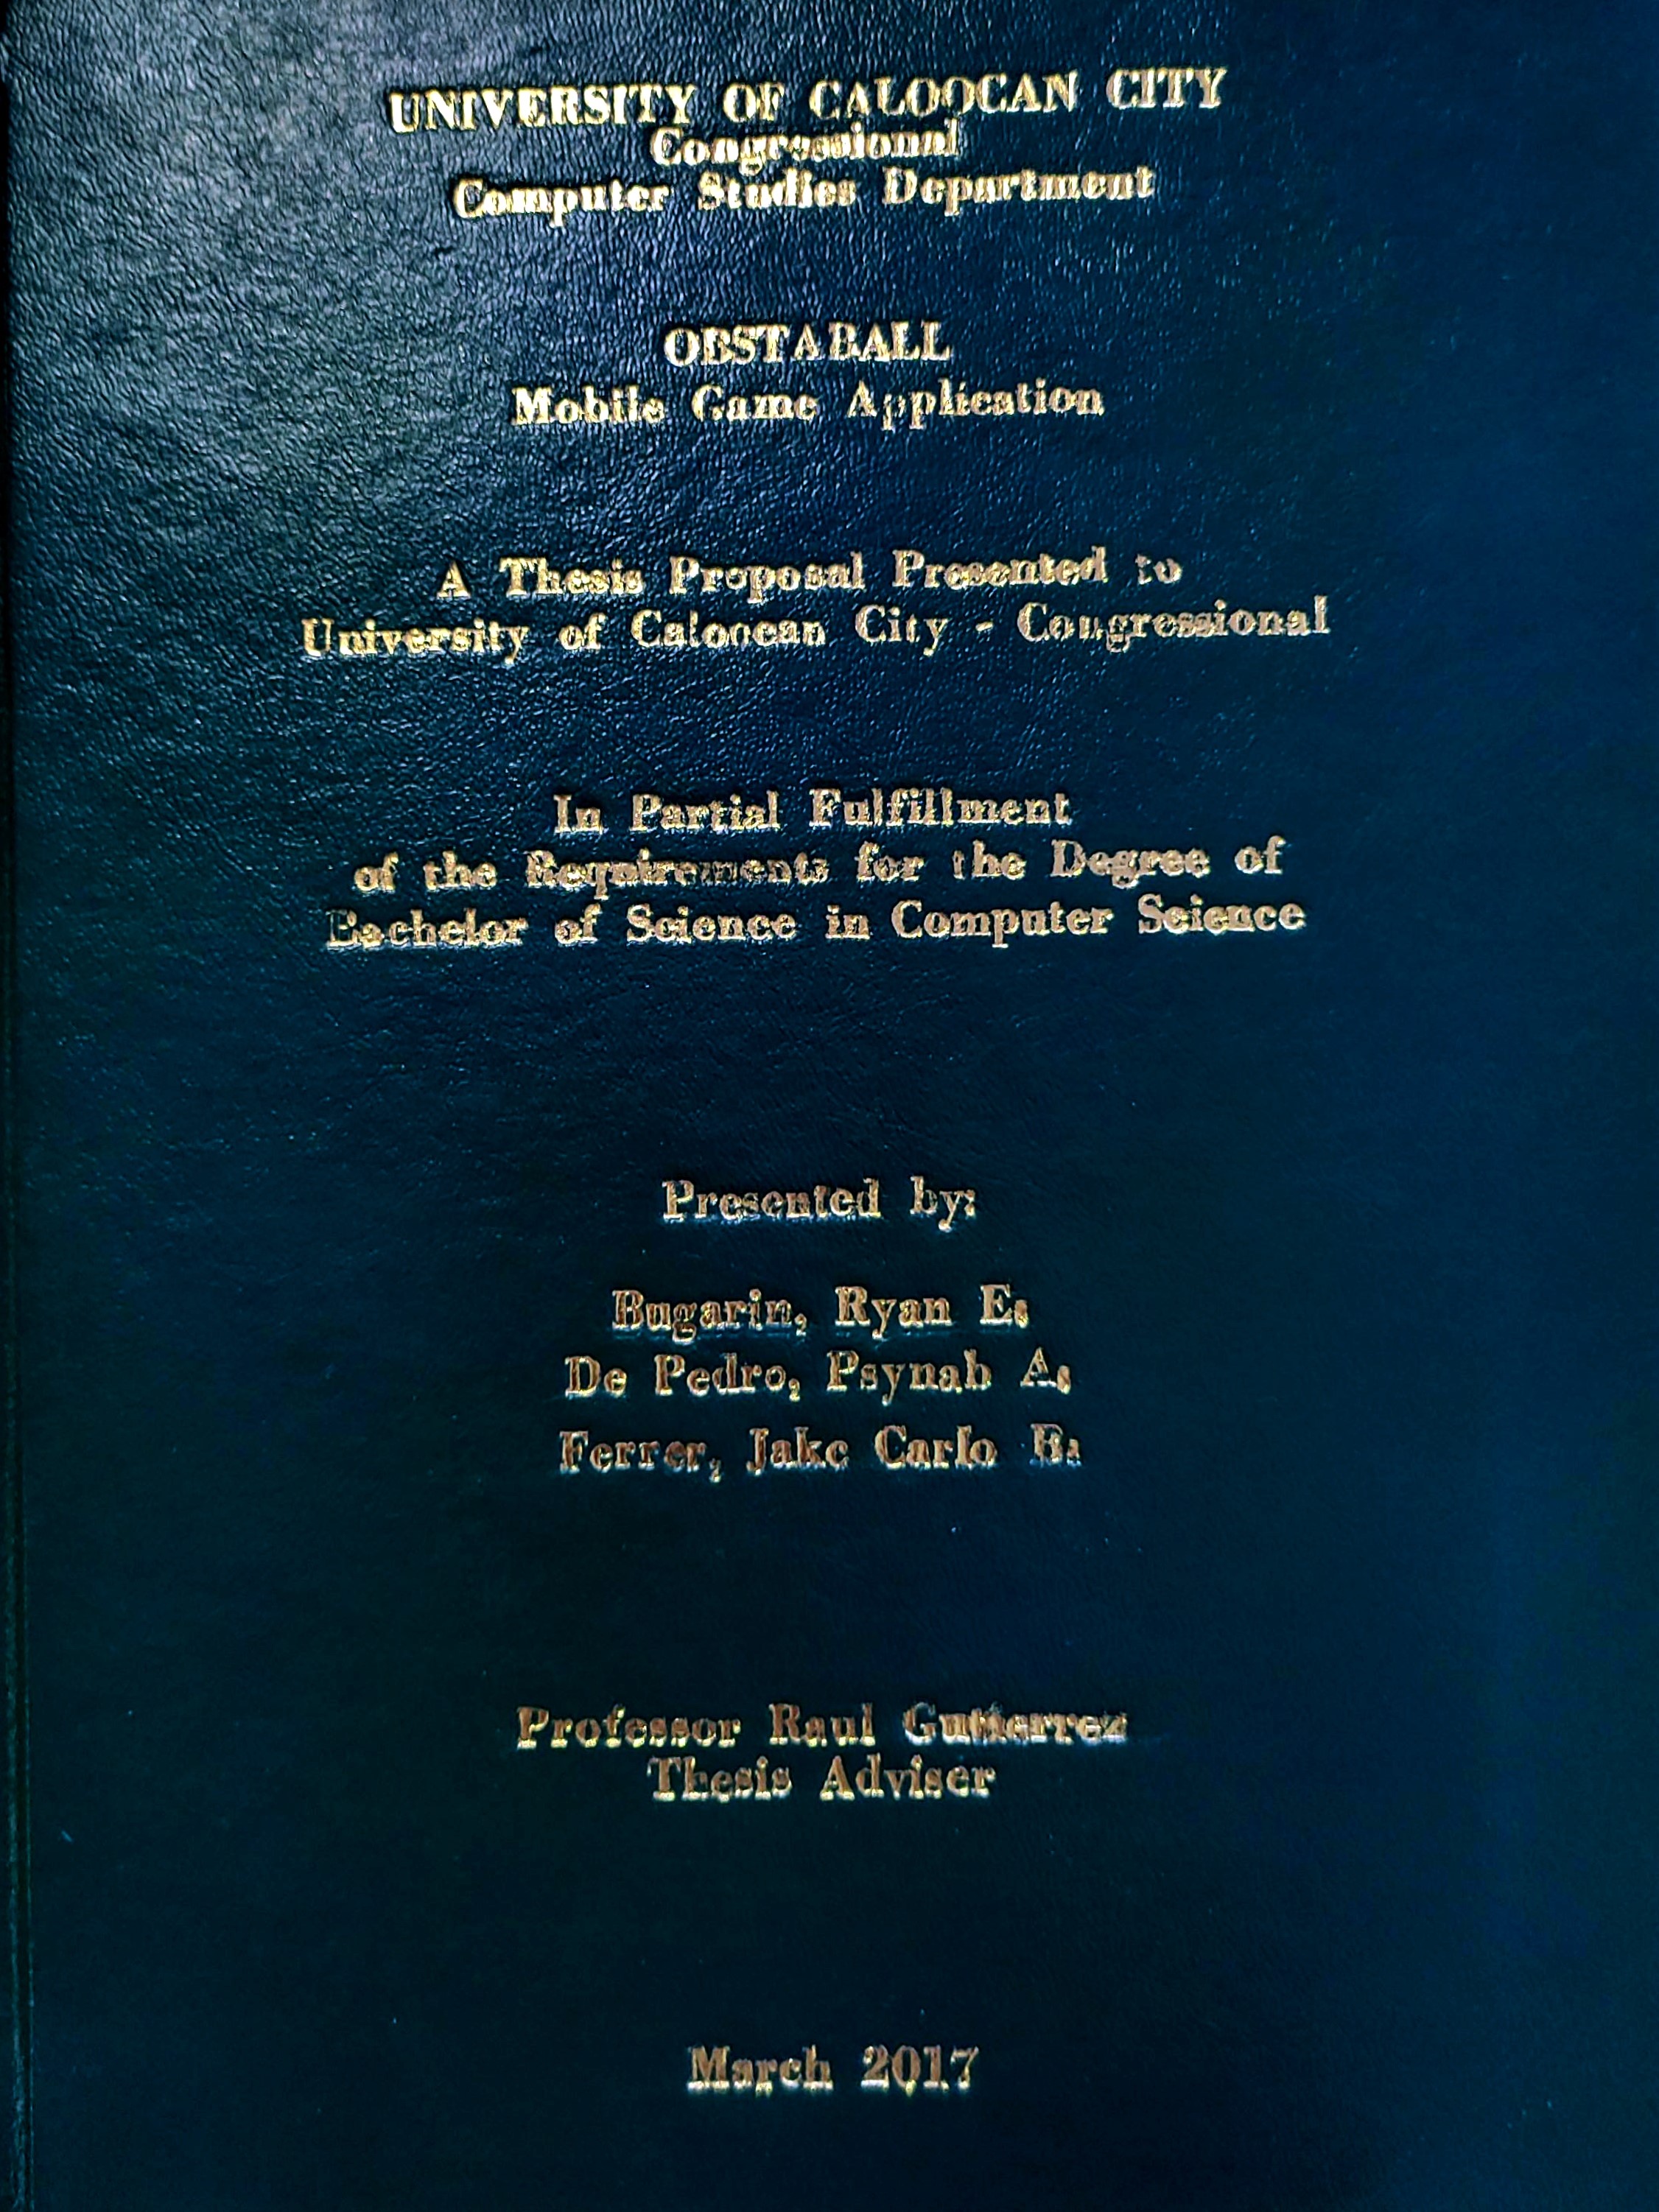 UNIVERSITY OF CALOOCAN CITY
Congressional
Computer Studies Department
OBSTABALL
Mobile Game Application
A Thesis Proposal Presented to
University of Caloocan City - Congressional
In Partial Fulfillment
of the Requirements for the Degree of
Bachelor of Science in Computer Science
Presented by:
Bugarin, Ryan E.
De Pedro, Psynab A.
Ferrer, Jake Carlo B.
Professor Raul Gutierrez
Thesis Adviser
March 2017